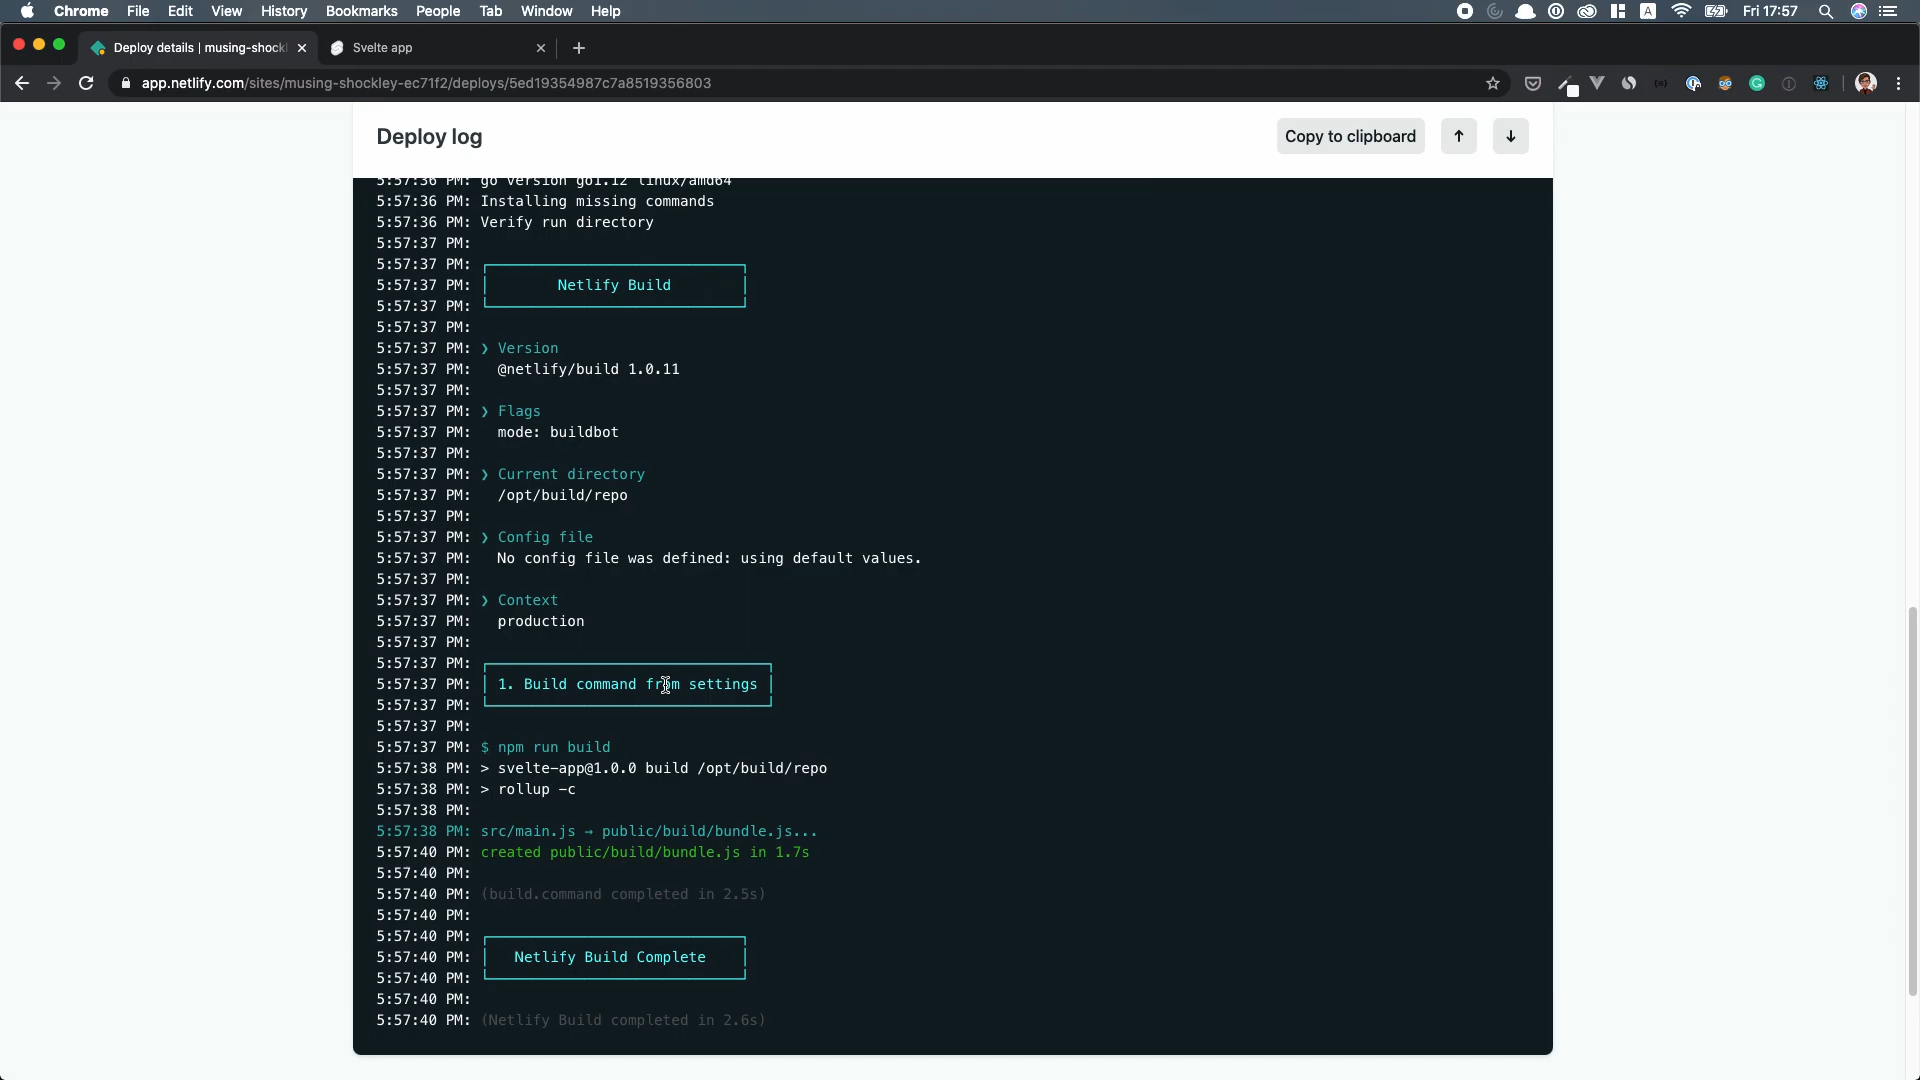 Chrome File Edit View History Bookmarks People Tab Window Help
A
Fri 17:57
Deploy details | musing-shockl
Svelte app
app.netlify.com/sites/musing-shockley-ec71f2/deploys/5ed19354987c7a8519356803
Deploy log
Copy to clipboard ↑ ↓
5:57:36 PM: go version go1.12 linux/amd64
5:57:36 PM: Installing missing commands
5:57:36 PM: Verify run directory
5:57:37 PM:
5:57:37 PM:
5:57:37 PM: Netlify Build
5:57:37 PM:
5:57:37 PM:
5:57:37 PM: ❯ Version
5:57:37 PM: @netlify/build 1.0.11
5:57:37 PM:
5:57:37 PM: ❯ Flags
5:57:37 PM: mode: buildbot
5:57:37 PM:
5:57:37 PM: ❯ Current directory
5:57:37 PM: /opt/build/repo
5:57:37 PM:
5:57:37 PM: ❯ Config file
5:57:37 PM: No config file was defined: using default values.
5:57:37 PM:
5:57:37 PM: ❯ Context
5:57:37 PM: production
5:57:37 PM:
5:57:37 PM:
5:57:37 PM: 1. Build command from settings
5:57:37 PM:
5:57:37 PM:
5:57:37 PM: $ npm run build
5:57:38 PM: > svelte-app@1.0.0 build /opt/build/repo
5:57:38 PM: > rollup -c
5:57:38 PM:
5:57:38 PM: src/main.js → public/build/bundle.js...
5:57:40 PM: created public/build/bundle.js in 1.7s
5:57:40 PM:
5:57:40 PM: (build.command completed in 2.5s)
5:57:40 PM:
5:57:40 PM:
5:57:40 PM: Netlify Build Complete
5:57:40 PM:
5:57:40 PM:
5:57:40 PM: (Netlify Build completed in 2.6s)